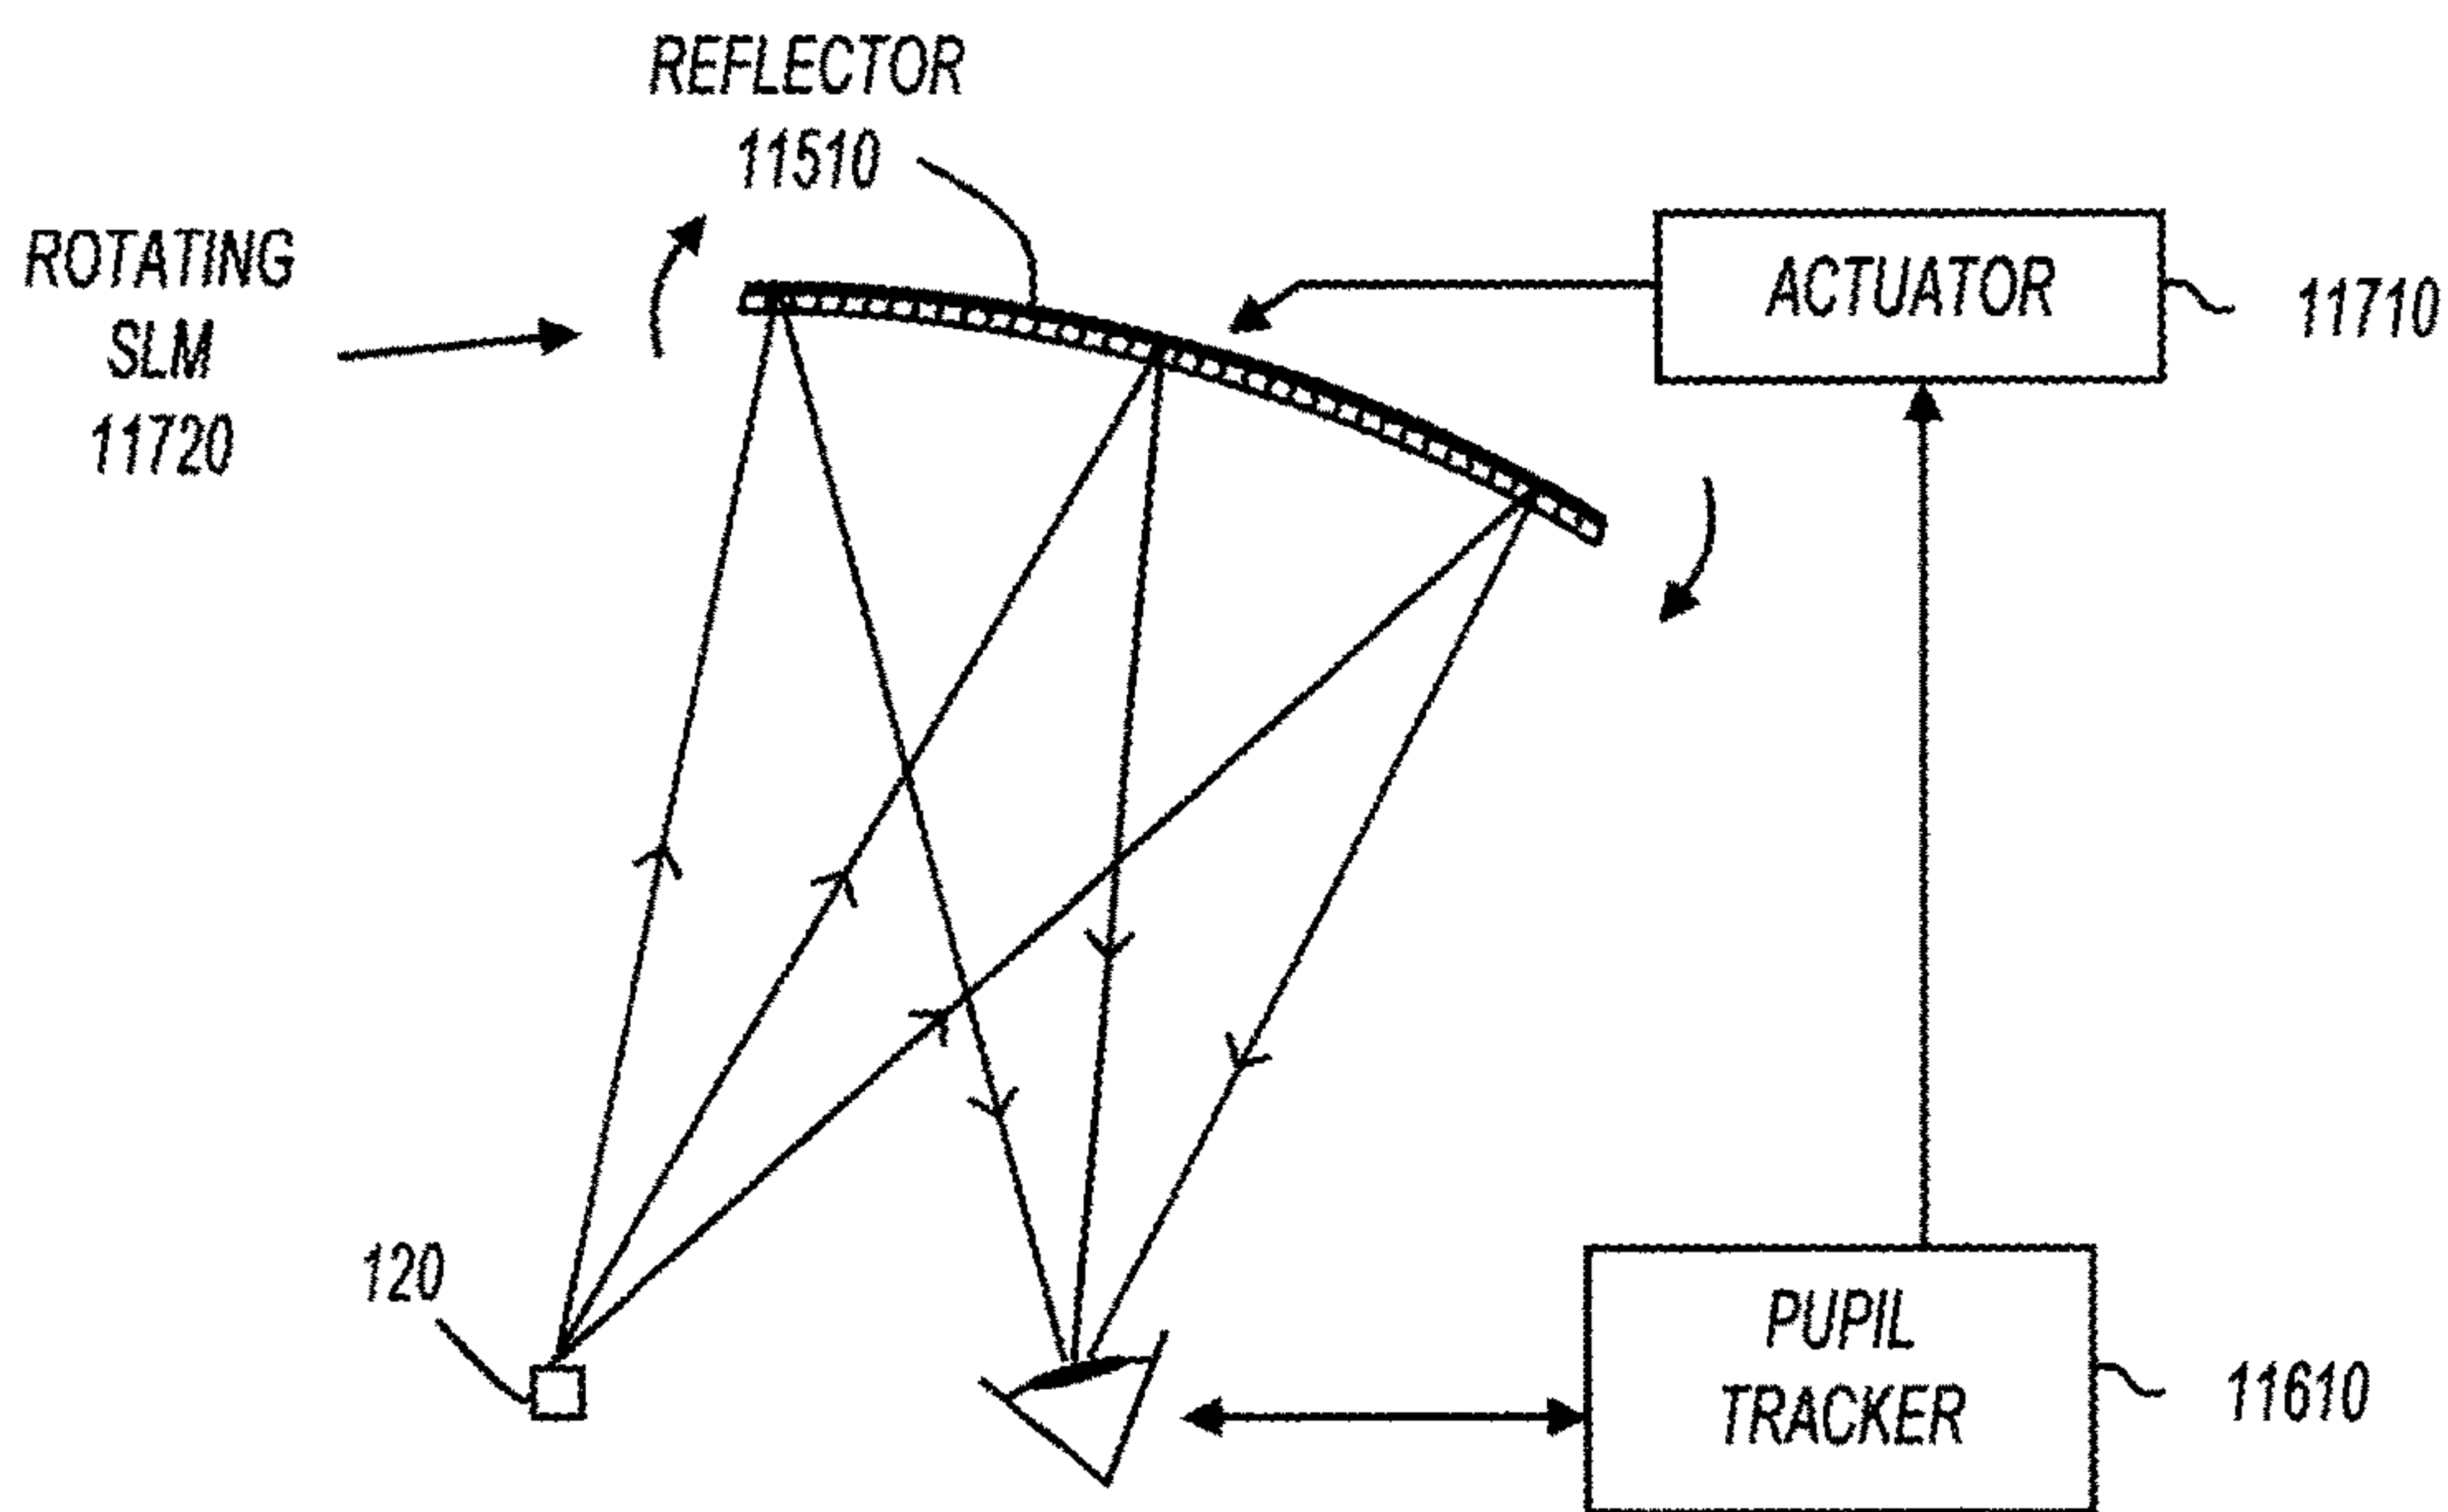 REFLECTOR
11510
ROTATING
SLM
11720
ACTUATOR
11710
120
PUPIL
TRACKER
11610